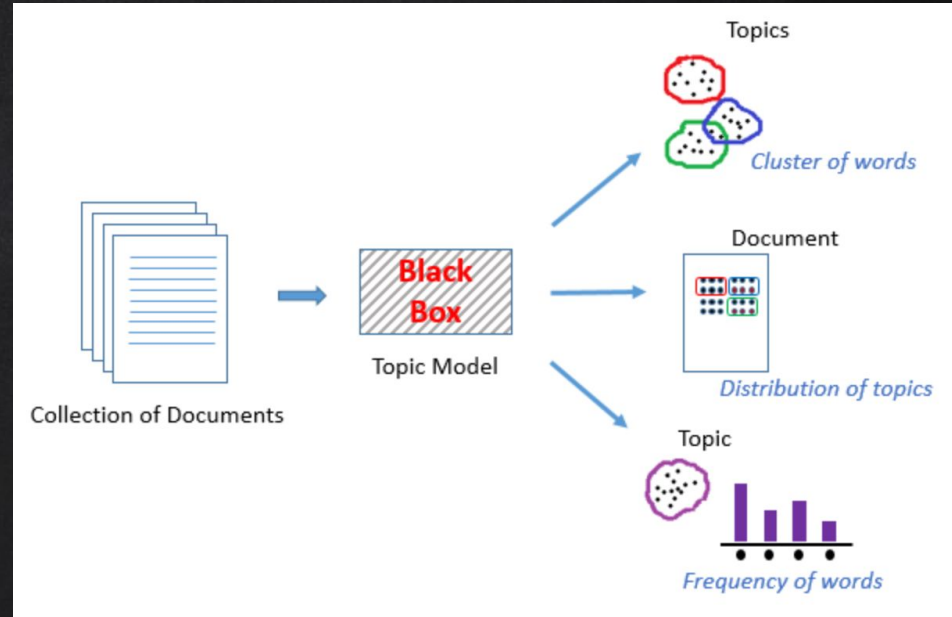 Topics
Cluster of words
Document
Distribution of topics
Black
Box
Topic Model
Collection of Documents
Topic
Frequency of words